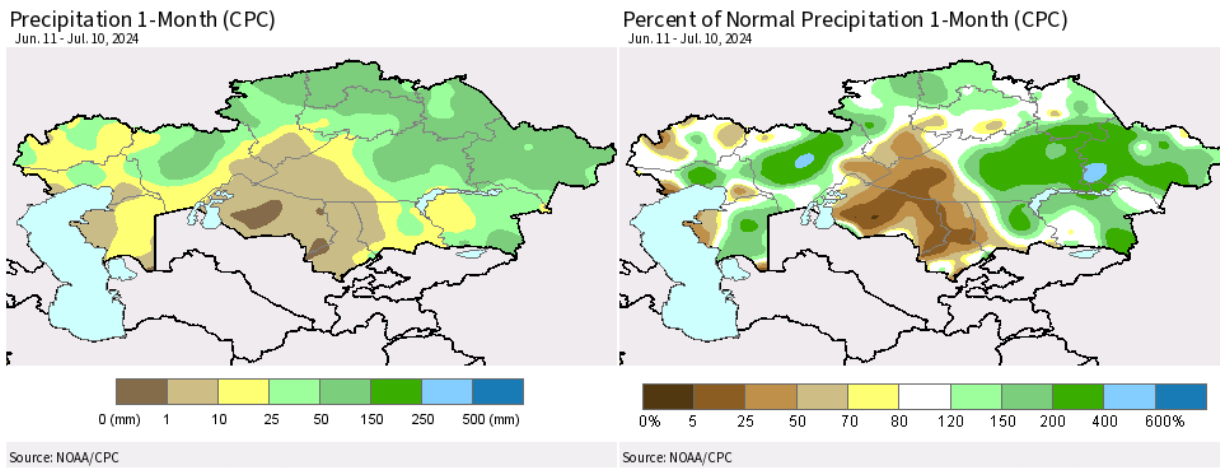 Precipitation 1-Month (CPC)
Jun. 11 - Jul. 10, 2024
0 (mm) 1 10 25 50 150 250 500 (mm)
Source: NOAA/CPC
Percent of Normal Precipitation 1-Month (CPC)
Jun. 11 - Jul. 10, 2024
0% 5 25 50 70 80 120 150 200 400 600%
Source: NOAA/CPC